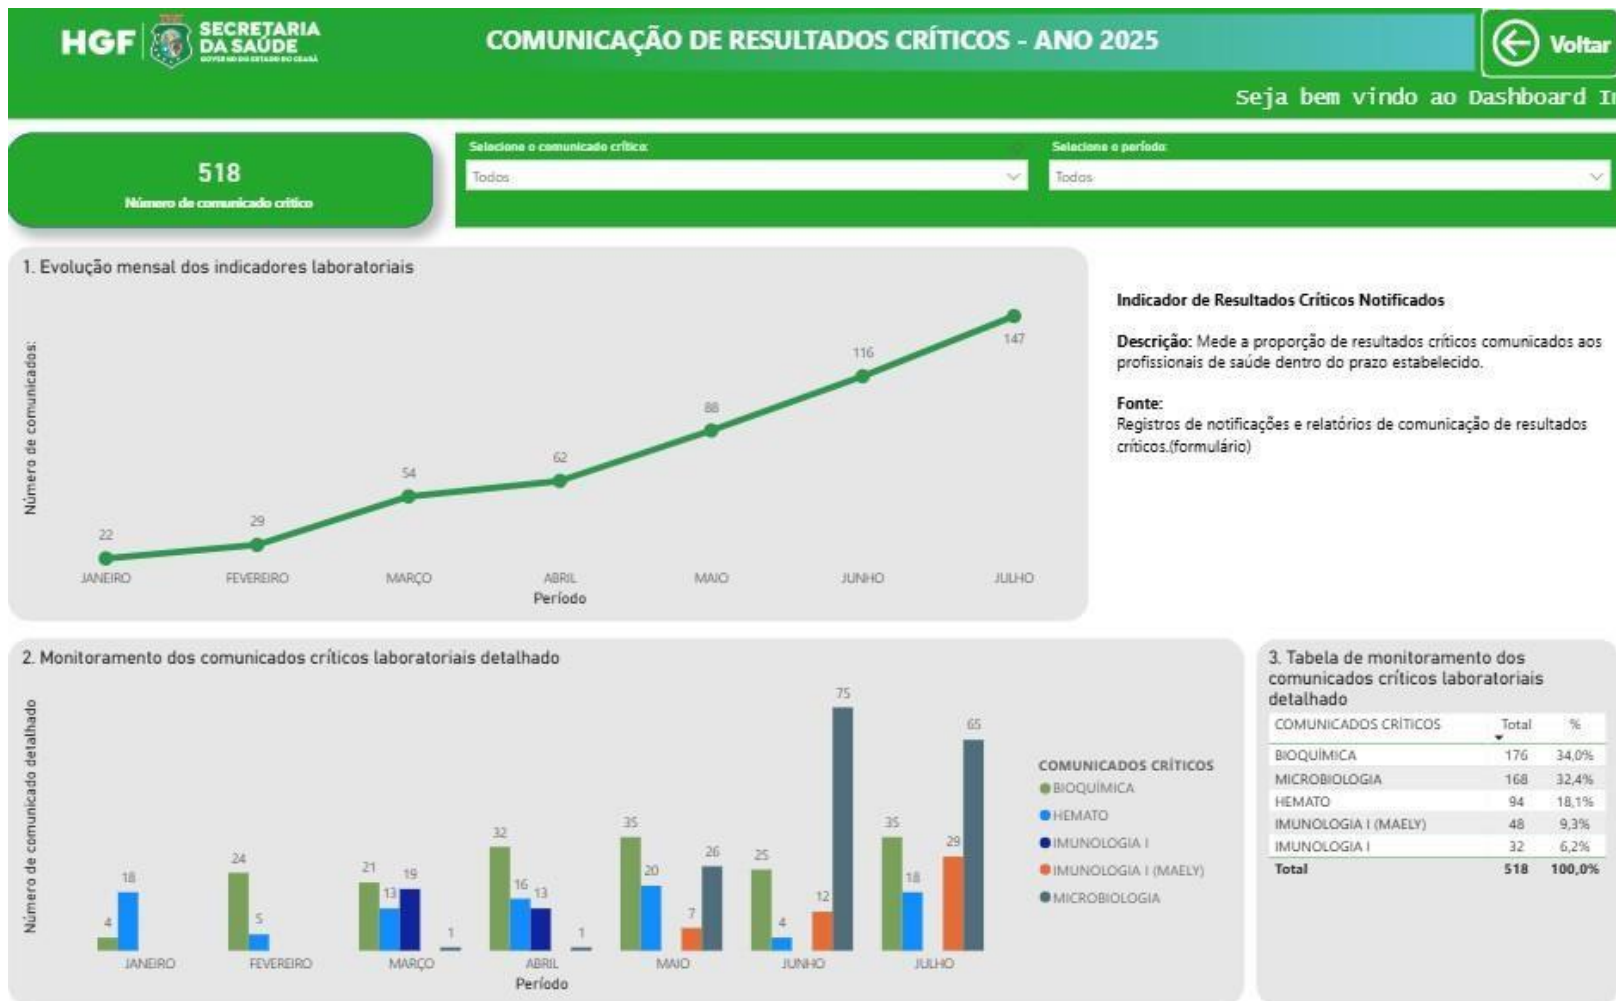 HGF
SECRETARIA
DA SAÚDE
GOVERNO DO ESTADO DO CEARÁ
COMUNICAÇÃO DE RESULTADOS CRÍTICOS - ANO 2025
Voltar
Seja bem vindo ao Dashboard In
518
Número de comunicado crítico
Selecione o comunicado crítico:
Todos
Selecione o período:
Todos
1. Evolução mensal dos indicadores laboratoriais
Número de comunicados:
22
29
54
62
88
116
147
JANEIRO
FEVEREIRO
MARÇO
ABRIL
MAIO
JUNHO
JULHO
Período
Indicador de Resultados Críticos Notificados
Descrição: Mede a proporção de resultados críticos comunicados aos
profissionais de saúde dentro do prazo estabelecido.
Fonte:
Registros de notificações e relatórios de comunicação de resultados
críticos.(formulário)
2. Monitoramento dos comunicados críticos laboratoriais detalhado
Número de comunicado detalhado
4
18
24
5
21
13
19
1
32
16
13
1
35
20
7
26
25
4
12
75
35
18
29
65
JANEIRO
FEVEREIRO
MARÇO
ABRIL
MAIO
JUNHO
JULHO
Período
COMUNICADOS CRÍTICOS
BIOQUÍMICA
HEMATO
IMUNOLOGIA I
IMUNOLOGIA I (MAELY)
MICROBIOLOGIA
3. Tabela de monitoramento dos
comunicados críticos laboratoriais
detalhado
COMUNICADOS CRÍTICOS Total %
BIOQUÍMICA 176 34,0%
MICROBIOLOGIA 168 32,4%
HEMATO 94 18,1%
IMUNOLOGIA I (MAELY) 48 9,3%
IMUNOLOGIA I 32 6,2%
Total 518 100,0%